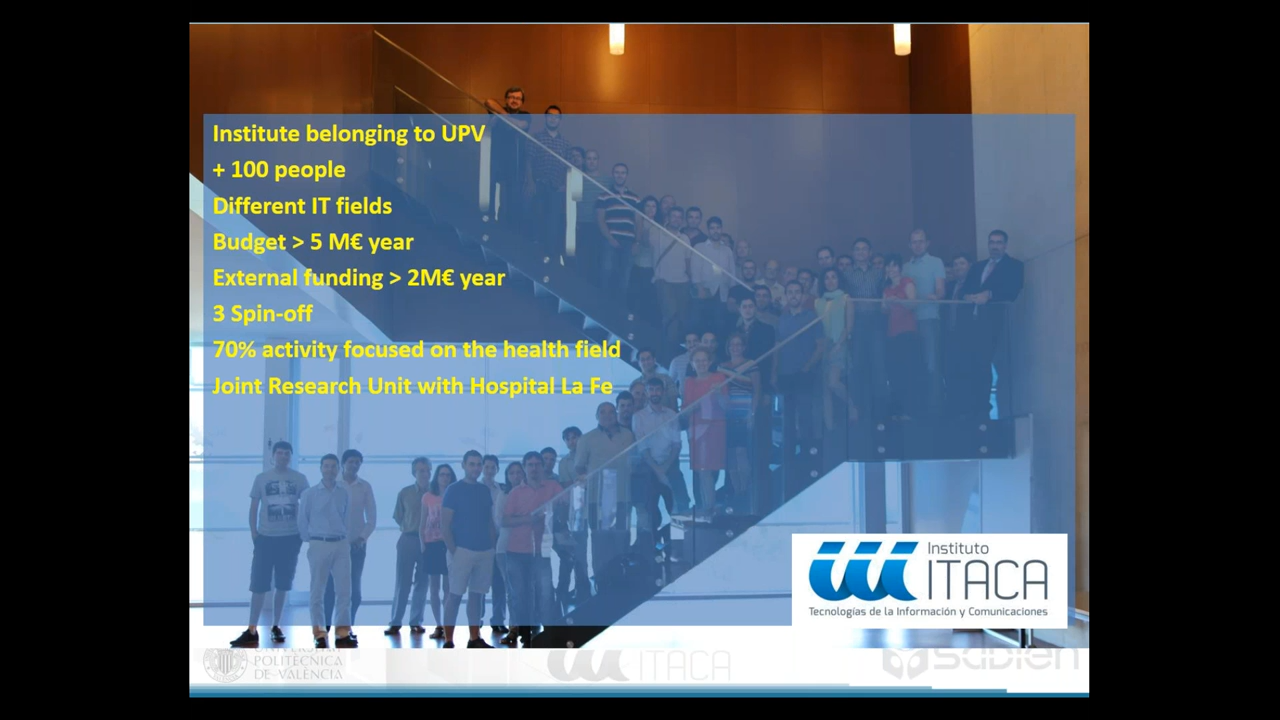 Institute belonging to UPV
+ 100 people
Different IT fields
Budget > 5 M€ year
External funding > 2M€ year
3 Spin-off
70% activity focused on the health field
Joint Research Unit with Hospital La Fe
Instituto
ITACA
Tecnologías de la Información y Comunicaciones
UNIVERSITAT
POLITÈCNICA
DE VALÈNCIA
ITACA
sabien